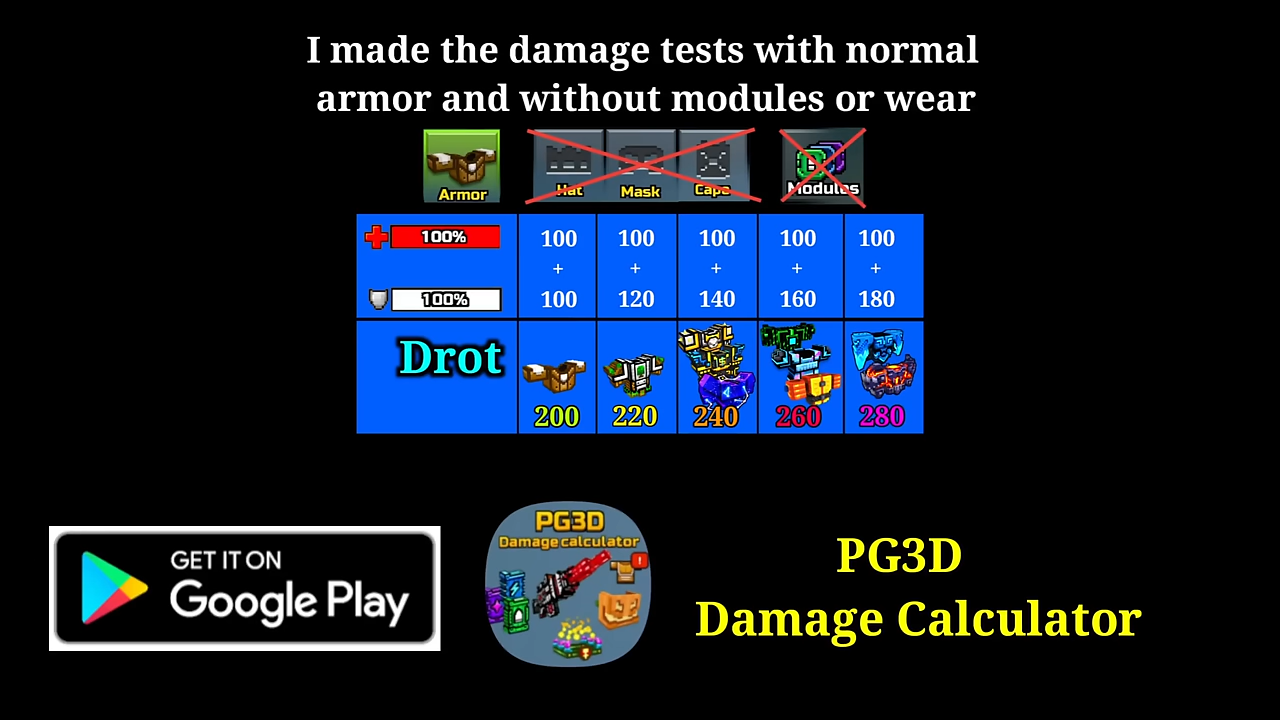 I made the damage tests with normal
armor and without modules or wear
Armor
Hat
Mask
Cape
Modules
100% 100 100 100 100 100
+ + + + +
100% 100 120 140 160 180
Drot
200 220 240 260 280
PG3D
Damage calculator
GET IT ON
Google Play
PG3D
Damage Calculator